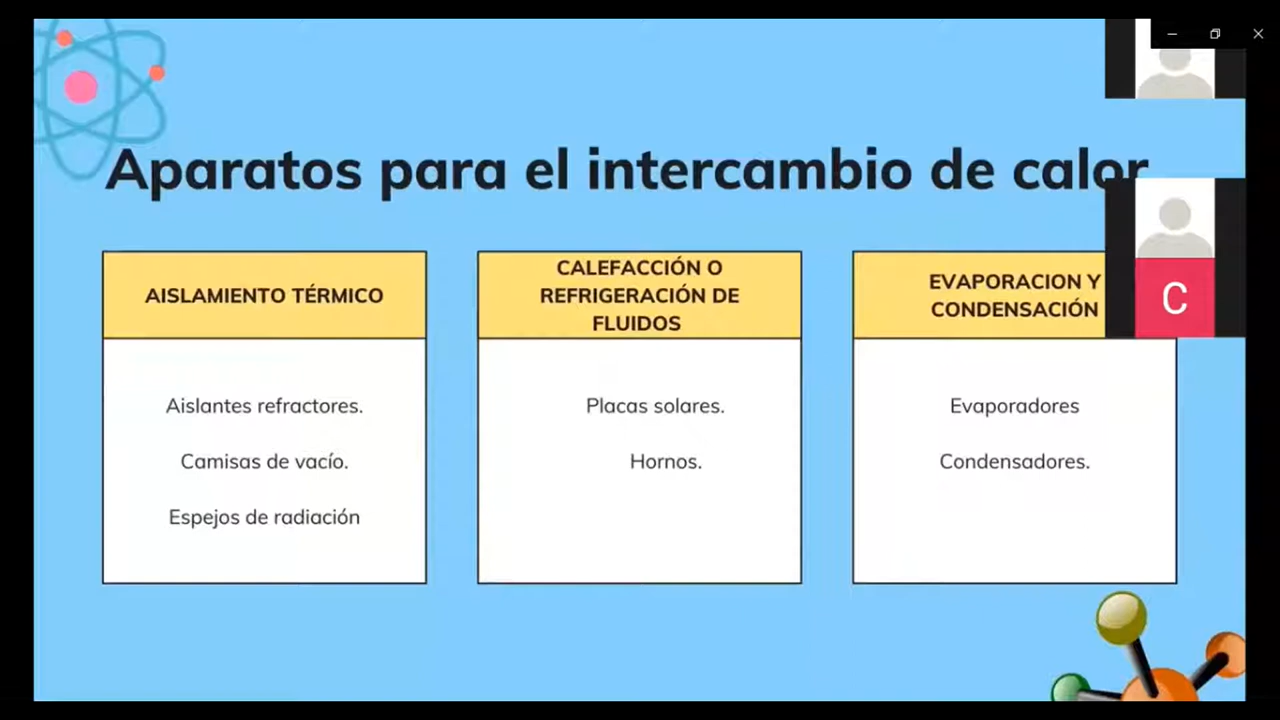 Aparatos para el intercambio de calor
AISLAMIENTO TÉRMICO
Aislantes refractores.
Camisas de vacío.
Espejos de radiación
CALEFACCIÓN O
REFRIGERACIÓN DE
FLUIDOS
Placas solares.
Hornos.
EVAPORACION Y
CONDENSACIÓN
Evaporadores
Condensadores.
C